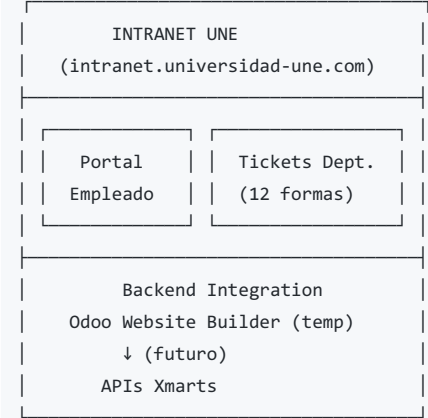 INTRANET UNE
(intranet.universidad-une.com)
Portal Tickets Dept.
Empleado (12 formas)
Backend Integration
Odoo Website Builder (temp)
↓ (futuro)
APIs Xmarts